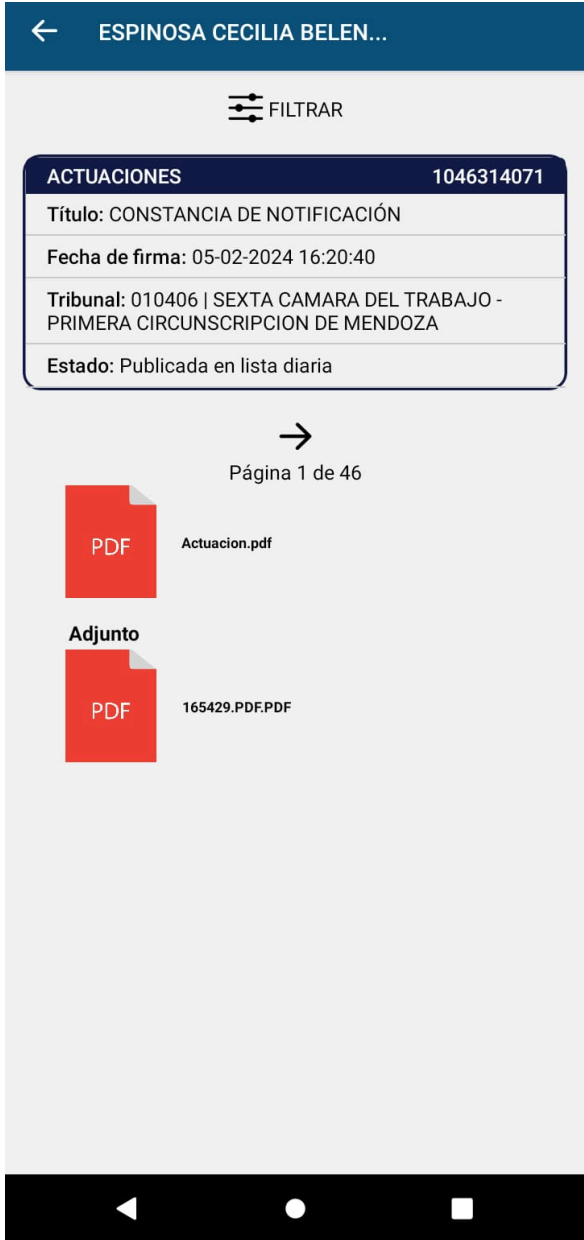 ESPINOSA CECILIA BELEN...
FILTRAR
ACTUACIONES 1046314071
Título: CONSTANCIA DE NOTIFICACIÓN
Fecha de firma: 05-02-2024 16:20:40
Tribunal: 010406 | SEXTA CAMARA DEL TRABAJO -
PRIMERA CIRCUNSCRIPCION DE MENDOZA
Estado: Publicada en lista diaria
Página 1 de 46
PDF Actuacion.pdf
Adjunto
PDF 165429.PDF.PDF